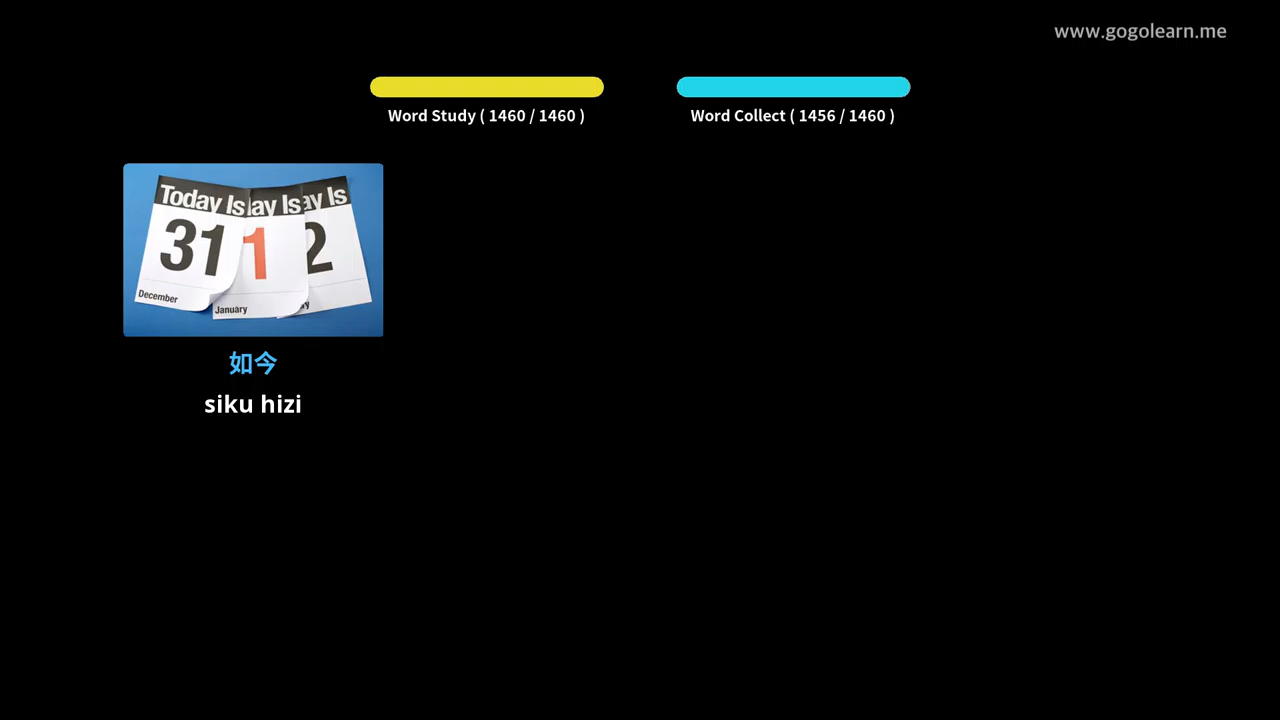 www.gogolearn.me
Word Study ( 1460 / 1460 )
Word Collect ( 1456 / 1460 )
Today Is
ay Is
ay Is
31
1
2
December
January
ry
如今
siku hizi